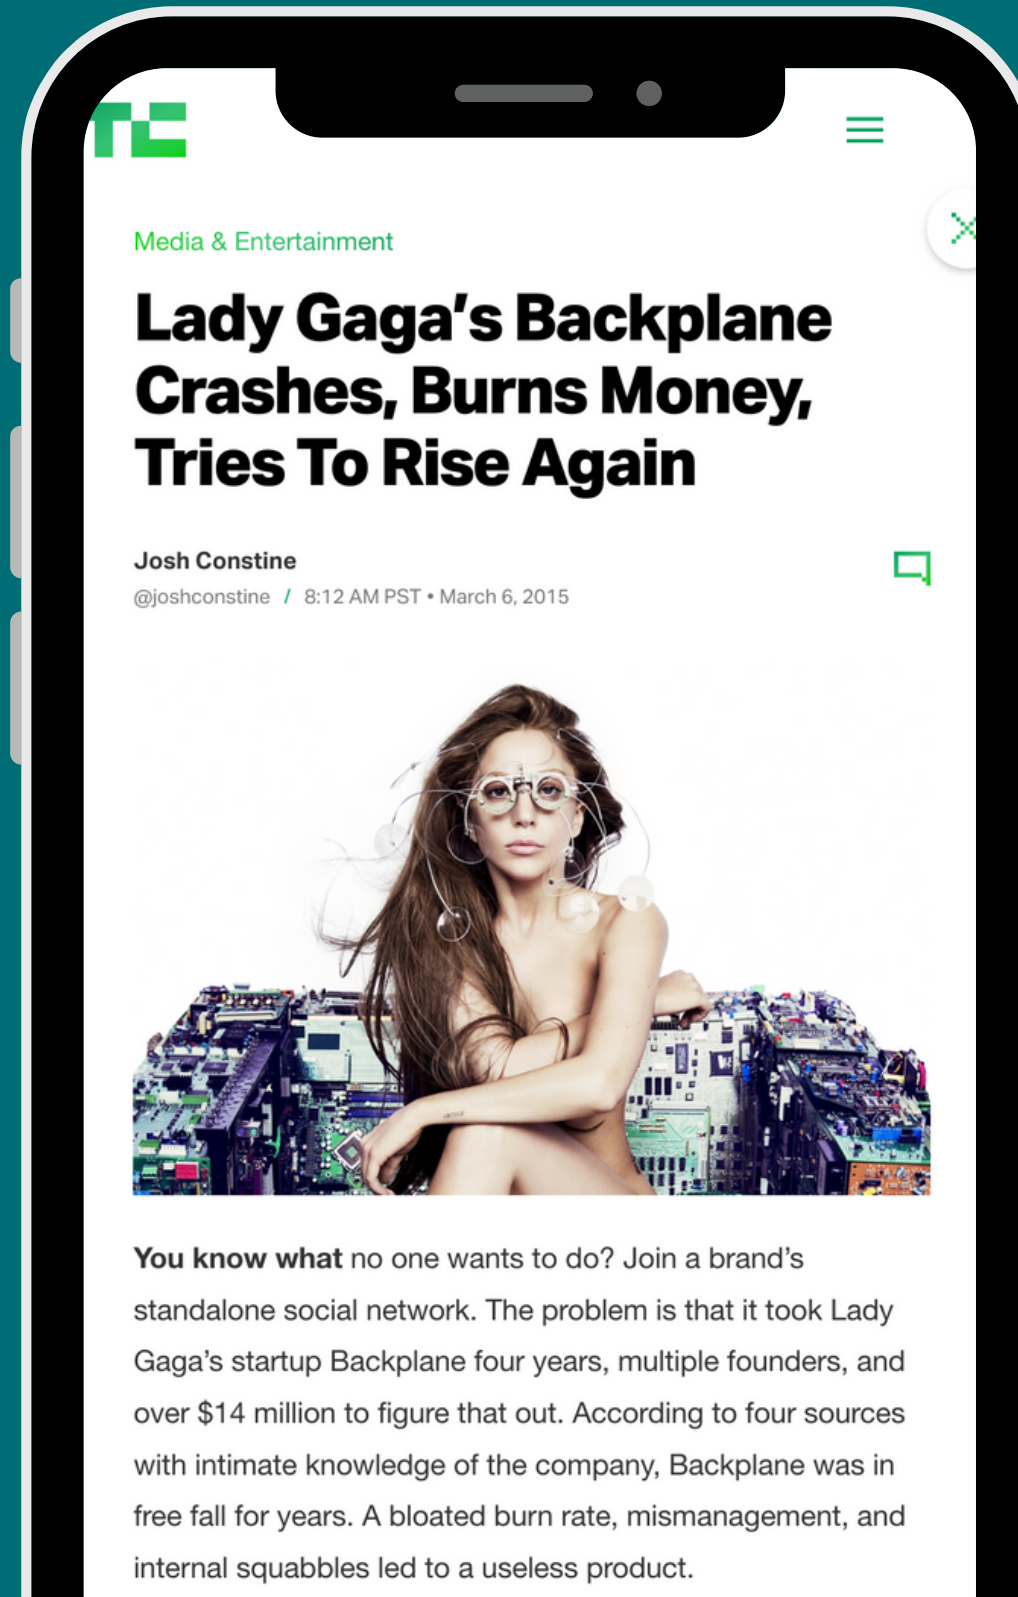 TC
Media & Entertainment
Lady Gaga’s Backplane
Crashes, Burns Money,
Tries To Rise Again
Josh Constine
@joshconstine / 8:12 AM PST • March 6, 2015
You know what no one wants to do? Join a brand’s
standalone social network. The problem is that it took Lady
Gaga’s startup Backplane four years, multiple founders, and
over $14 million to figure that out. According to four sources
with intimate knowledge of the company, Backplane was in
free fall for years. A bloated burn rate, mismanagement, and
internal squabbles led to a useless product.